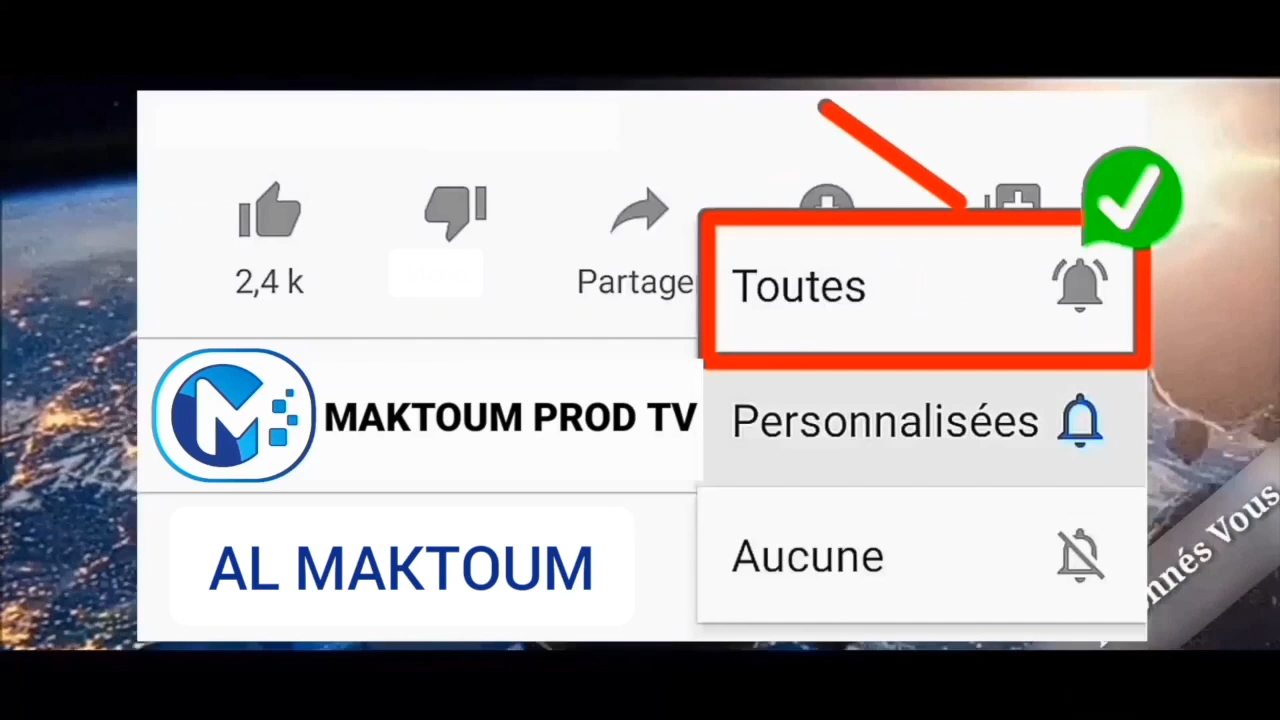 2,4 k
Partage
Toutes
MAKTOUM PROD TV
Personnalisées
AL MAKTOUM
Aucune
nnés Vous